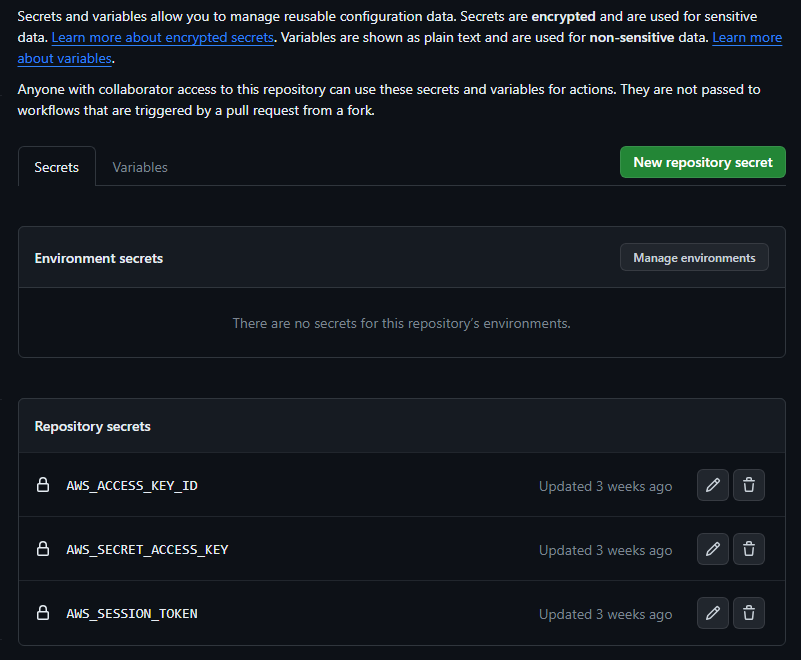 Secrets and variables allow you to manage reusable configuration data. Secrets are encrypted and are used for sensitive
data. Learn more about encrypted secrets. Variables are shown as plain text and are used for non-sensitive data. Learn more
about variables.
Anyone with collaborator access to this repository can use these secrets and variables for actions. They are not passed to
workflows that are triggered by a pull request from a fork.
Secrets
Variables
New repository secret
Environment secrets
Manage environments
There are no secrets for this repository's environments.
Repository secrets
AWS_ACCESS_KEY_ID
Updated 3 weeks ago
AWS_SECRET_ACCESS_KEY
Updated 3 weeks ago
AWS_SESSION_TOKEN
Updated 3 weeks ago